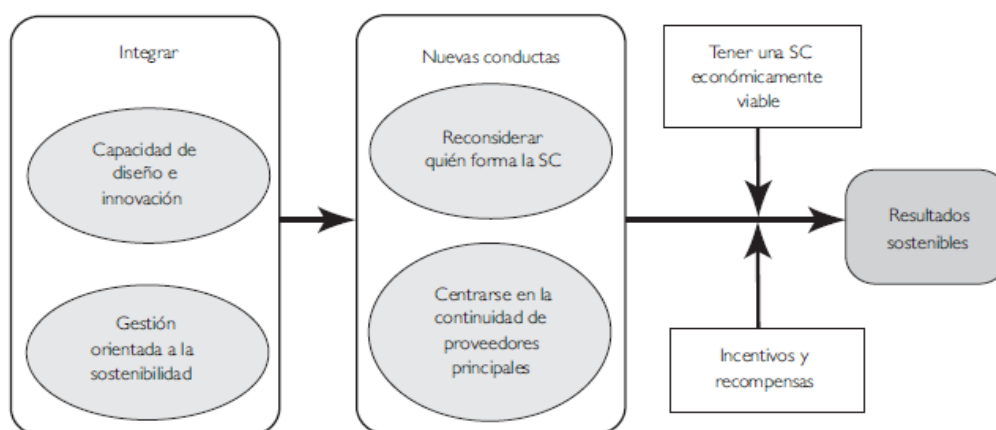 Integrar
Capacidad de
diseño e
innovación
Gestión
orientada a la
sostenibilidad
Nuevas conductas
Reconsiderar
quién forma la SC
Centrarse en la
continuidad de
proveedores
principales
Tener una SC
económicamente
viable
Incentivos y
recompensas
Resultados
sostenibles